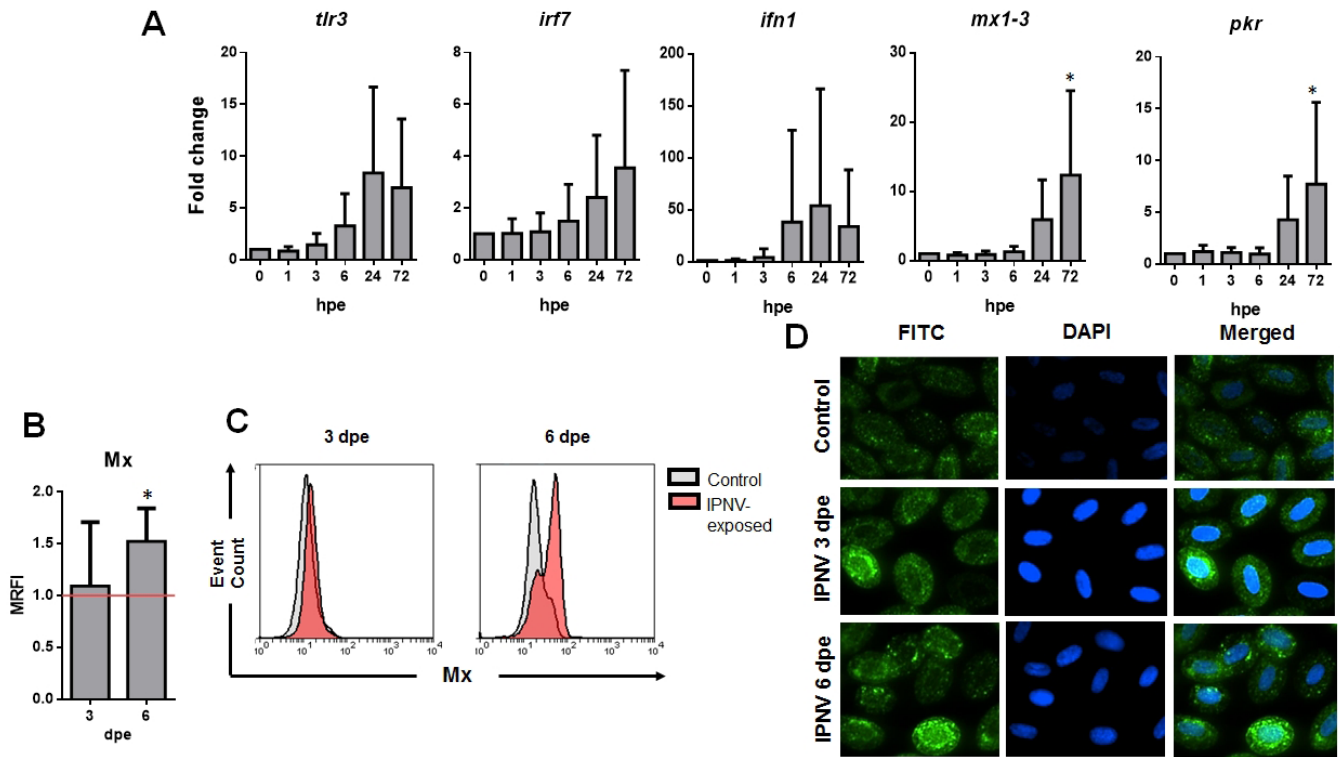 A
tlr3
irf7
ifn1
mx1-3
pkr
Fold change
20
15
10
5
0
0 1 3 6 24 72
hpe
8
6
4
2
0
0 1 3 6 24 72
hpe
200
150
100
50
0
0 1 3 6 24 72
hpe
30
20
10
0
*
0 1 3 6 24 72
hpe
20
15
10
5
0
*
0 1 3 6 24 72
hpe
B
Mx
MRFI
2.0
1.5
1.0
0.5
0.0
*
3 6
dpe
C
3 dpe
6 dpe
Event
Count
10⁰ 10¹ 10² 10³ 10⁴
10⁰ 10¹ 10² 10³ 10⁴
Mx
Control
IPNV-
exposed
D
FITC
DAPI
Merged
Control
IPNV 3 dpe
IPNV 6 dpe